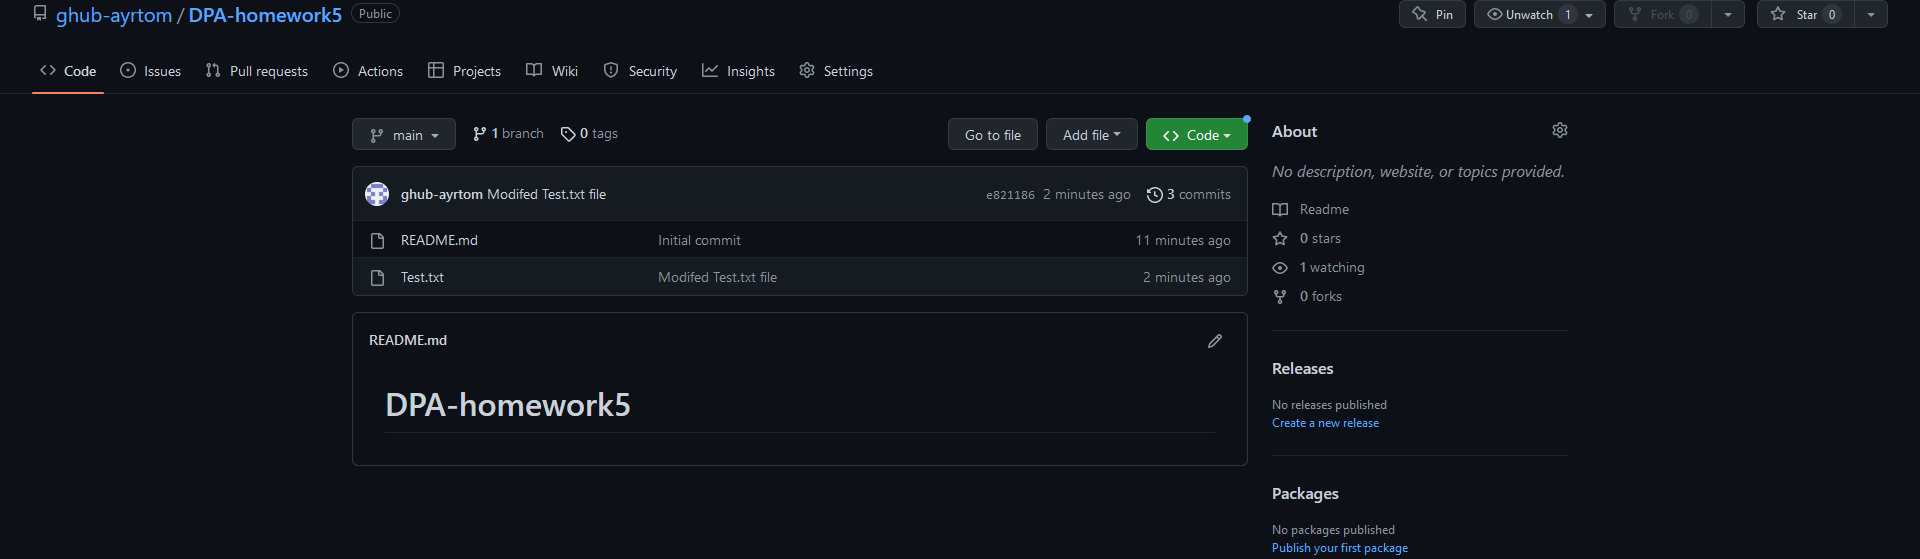 ghub-ayrtom / DPA-homework5 Public
Pin Unwatch 1 Fork 0 Star 0
Code Issues Pull requests Actions Projects Wiki Security Insights Settings
main 1 branch 0 tags Go to file Add file Code
ghub-ayrtom Modifed Test.txt file e821186 2 minutes ago 3 commits
README.md Initial commit 11 minutes ago
Test.txt Modifed Test.txt file 2 minutes ago
README.md
DPA-homework5
About
No description, website, or topics provided.
Readme
0 stars
1 watching
0 forks
Releases
No releases published
Create a new release
Packages
No packages published
Publish your first package